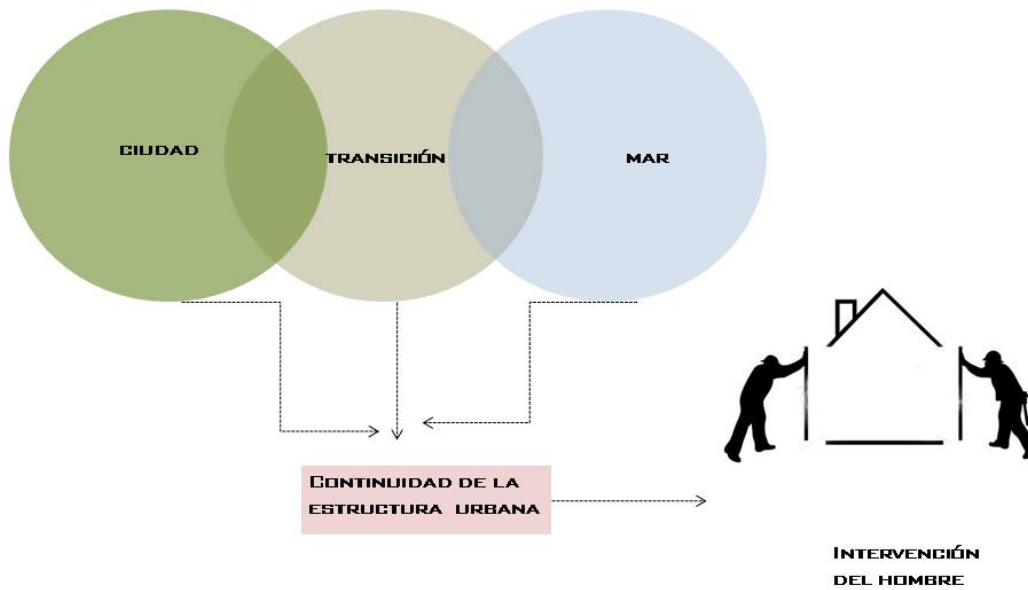 CIUDAD
TRANSICIÓN
MAR
CONTINUIDAD DE LA
ESTRUCTURA URBANA
INTERVENCIÓN
DEL HOMBRE